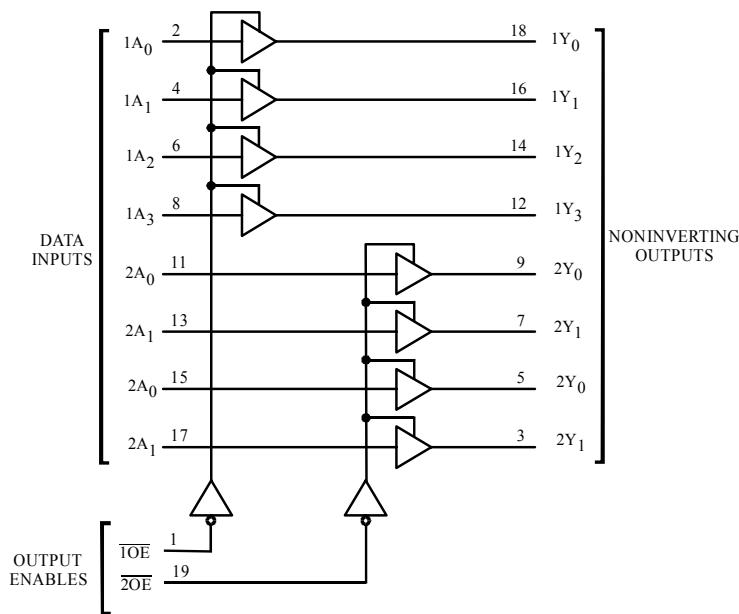 1A0 2 18 1Y0
1A1 4 16 1Y1
1A2 6 14 1Y2
1A3 8 12 1Y3
DATA
INPUTS
NONINVERTING
OUTPUTS
2A0 11 9 2Y0
2A1 13 7 2Y1
2A0 15 5 2Y0
2A1 17 3 2Y1
OUTPUT
ENABLES
1OE 1
2OE 19